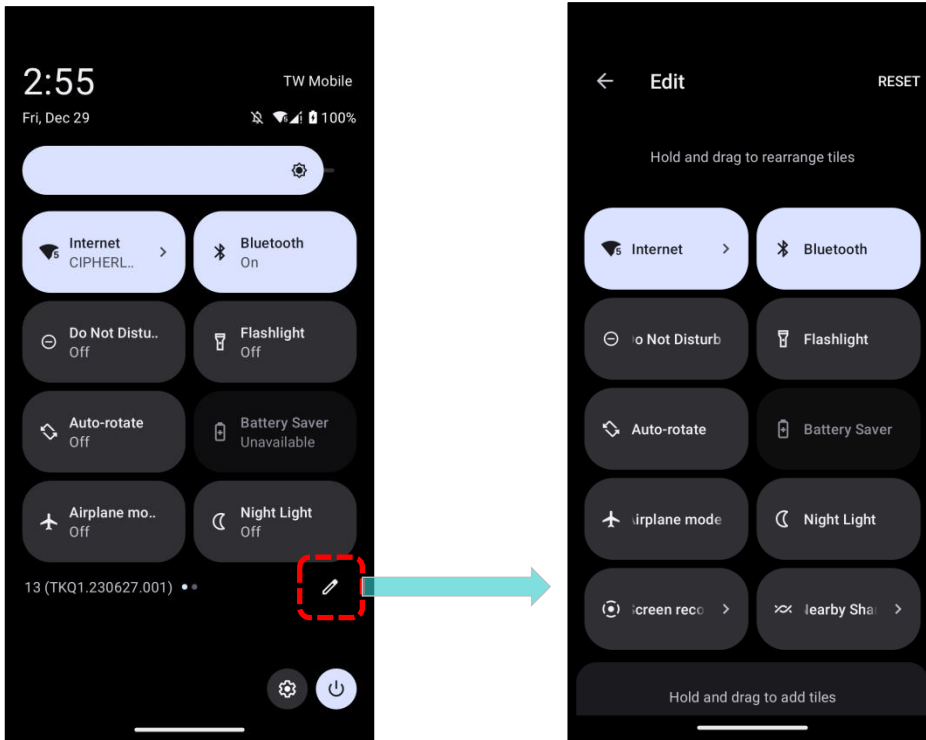 2:55
TW Mobile
Fri, Dec 29
100%
Internet
CIPHERL..
Bluetooth
On
Do Not Distu..
Off
Flashlight
Off
Auto-rotate
Off
Battery Saver
Unavailable
Airplane mo..
Off
Night Light
Off
13 (TKQ1.230627.001)
Edit
RESET
Hold and drag to rearrange tiles
5 Internet
Bluetooth
o Not Disturb
Flashlight
Auto-rotate
Battery Saver
irplane mode
Night Light
creen reco
earby Sha
Hold and drag to add tiles